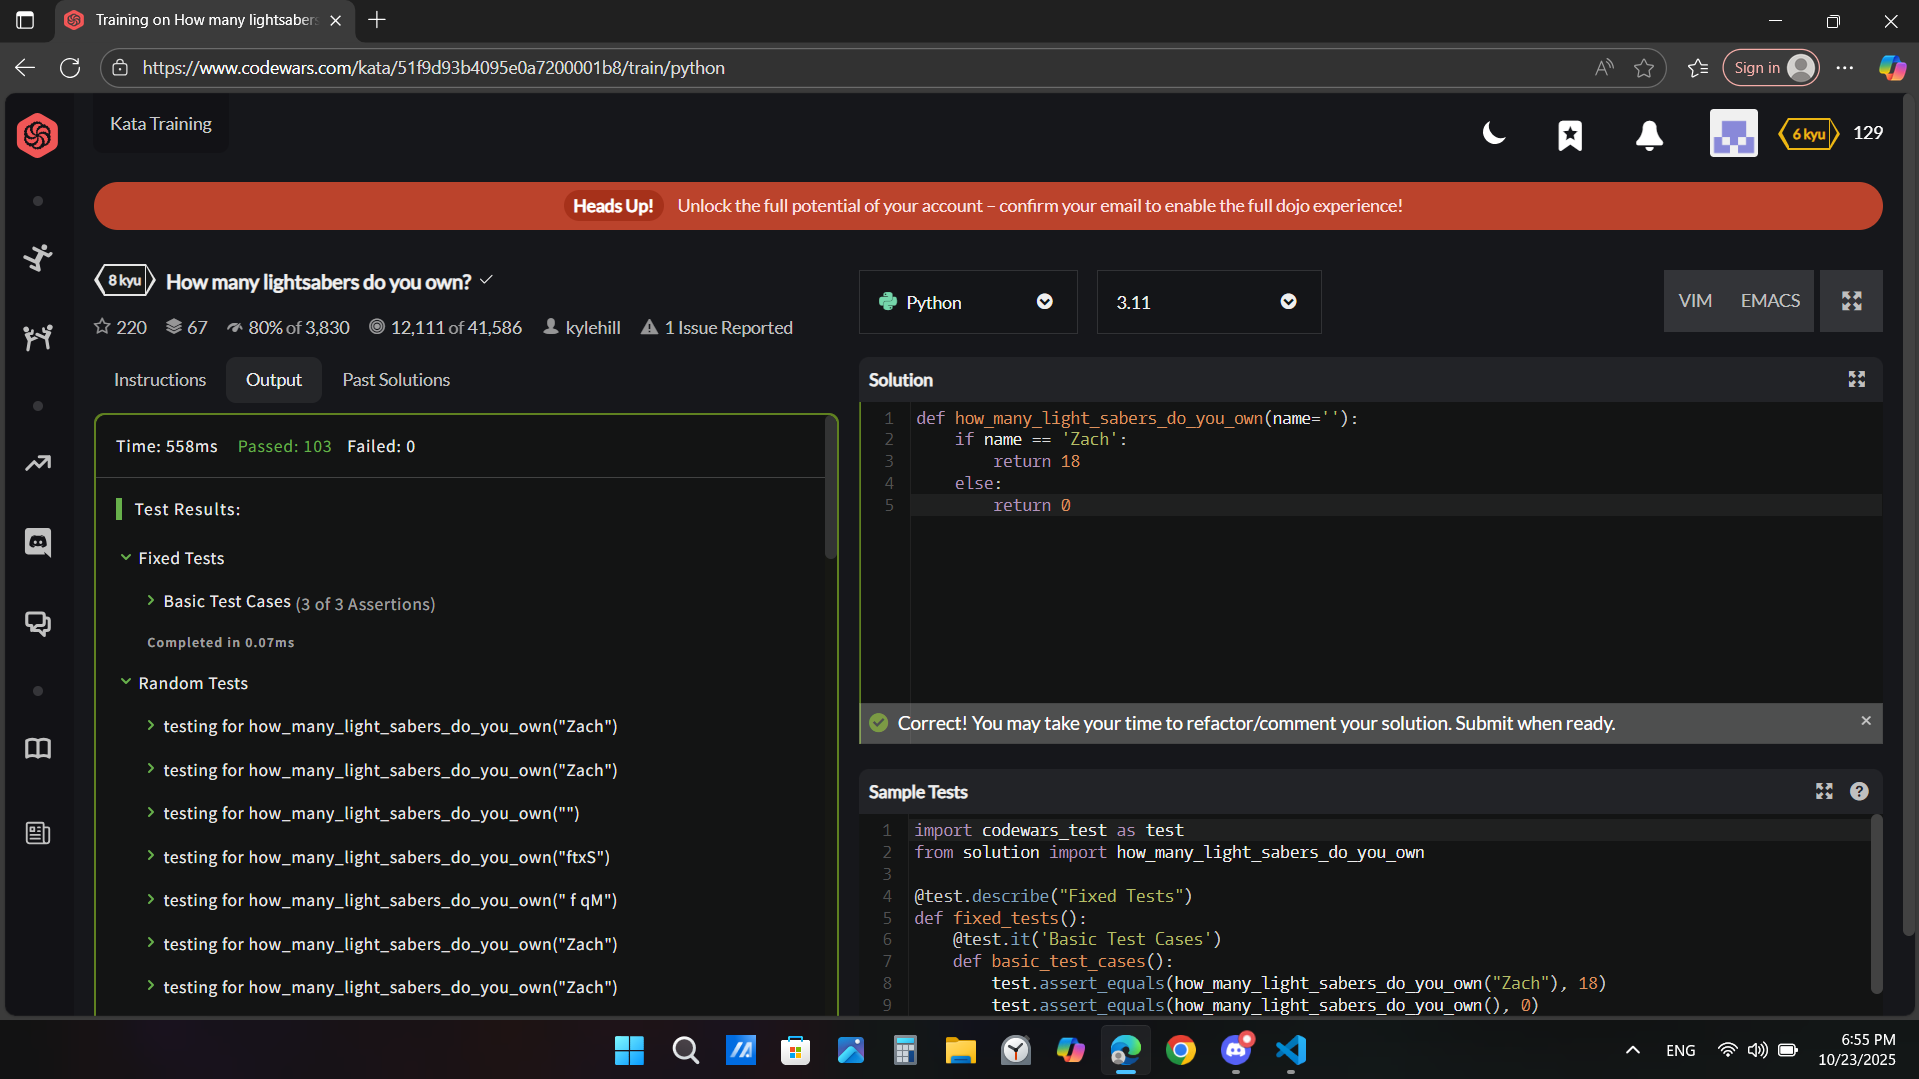 Training on How many lightsaber
https://www.codewars.com/kata/51f9d93b4095e0a7200001b8/train/python
Sign in
Kata Training
6 kyu
129
Heads Up! Unlock the full potential of your account – confirm your email to enable the full dojo experience!
8 kyu
How many lightsabers do you own?
220 67 80% of 3,830 12,111 of 41,586 kylehill 1 Issue Reported
Python
3.11
VIM EMACS
Instructions Output Past Solutions
Time: 558ms Passed: 103 Failed: 0
Test Results:
Fixed Tests
Basic Test Cases (3 of 3 Assertions)
Completed in 0.07ms
Random Tests
testing for how_many_light_sabers_do_you_own("Zach")
testing for how_many_light_sabers_do_you_own("Zach")
testing for how_many_light_sabers_do_you_own("")
testing for how_many_light_sabers_do_you_own("ftxS")
testing for how_many_light_sabers_do_you_own(" f qM")
testing for how_many_light_sabers_do_you_own("Zach")
testing for how_many_light_sabers_do_you_own("Zach")
Solution
1 def how_many_light_sabers_do_you_own(name=''):
2     if name == 'Zach':
3         return 18
4     else:
5         return 0
Correct! You may take your time to refactor/comment your solution. Submit when ready.
Sample Tests
1 import codewars_test as test
2 from solution import how_many_light_sabers_do_you_own
3
4 @test.describe("Fixed Tests")
5 def fixed_tests():
6     @test.it('Basic Test Cases')
7     def basic_test_cases():
8         test.assert_equals(how_many_light_sabers_do_you_own("Zach"), 18)
9         test.assert_equals(how_many_light_sabers_do_you_own(), 0)
ENG
6:55 PM
10/23/2025